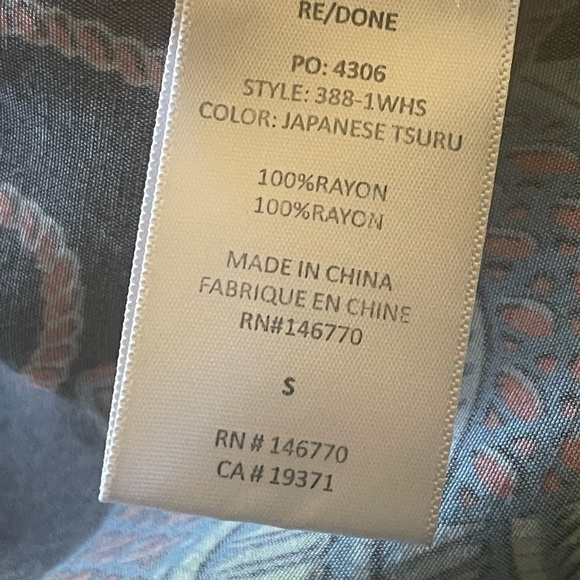 RE/DONE
PO: 4306
STYLE: 388-1WHS
COLOR: JAPANESE TSURU
100%RAYON
100%RAYON
MADE IN CHINA
FABRIQUE EN CHINE
RN#146770
S
RN # 146770
CA # 19371